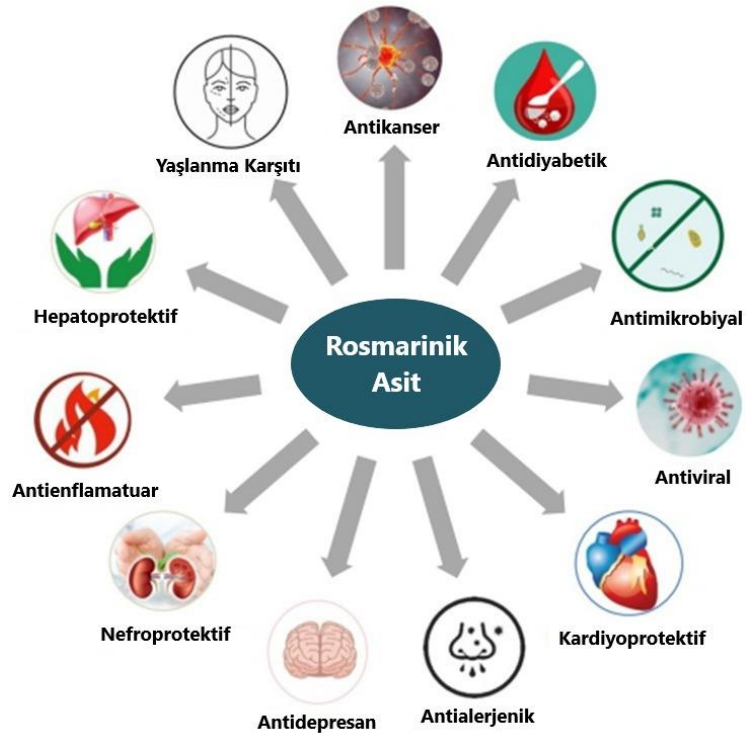 Antikanser
Antidiyabetik
Yaşlanma Karşıtı
Hepatoprotektif
Antimikrobiyal
Rosmarinik
Asit
Antienflamatuar
Antiviral
Nefroprotektif
Kardiyoprotektif
Antidepresan
Antialerjenik